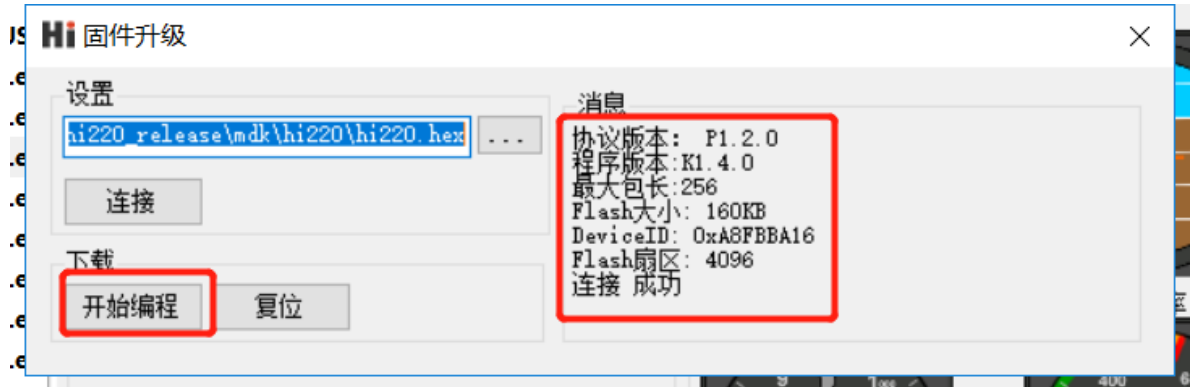 Hi 固件升级
设置
hi220_release\mdk\hi220\hi220.hex
...
连接
下载
开始编程
复位
消息
协议版本: P1.2.0
程序版本:K1.4.0
最大包长:256
Flash大小: 160KB
DeviceID: 0xA8FBBA16
Flash扇区: 4096
连接 成功
400